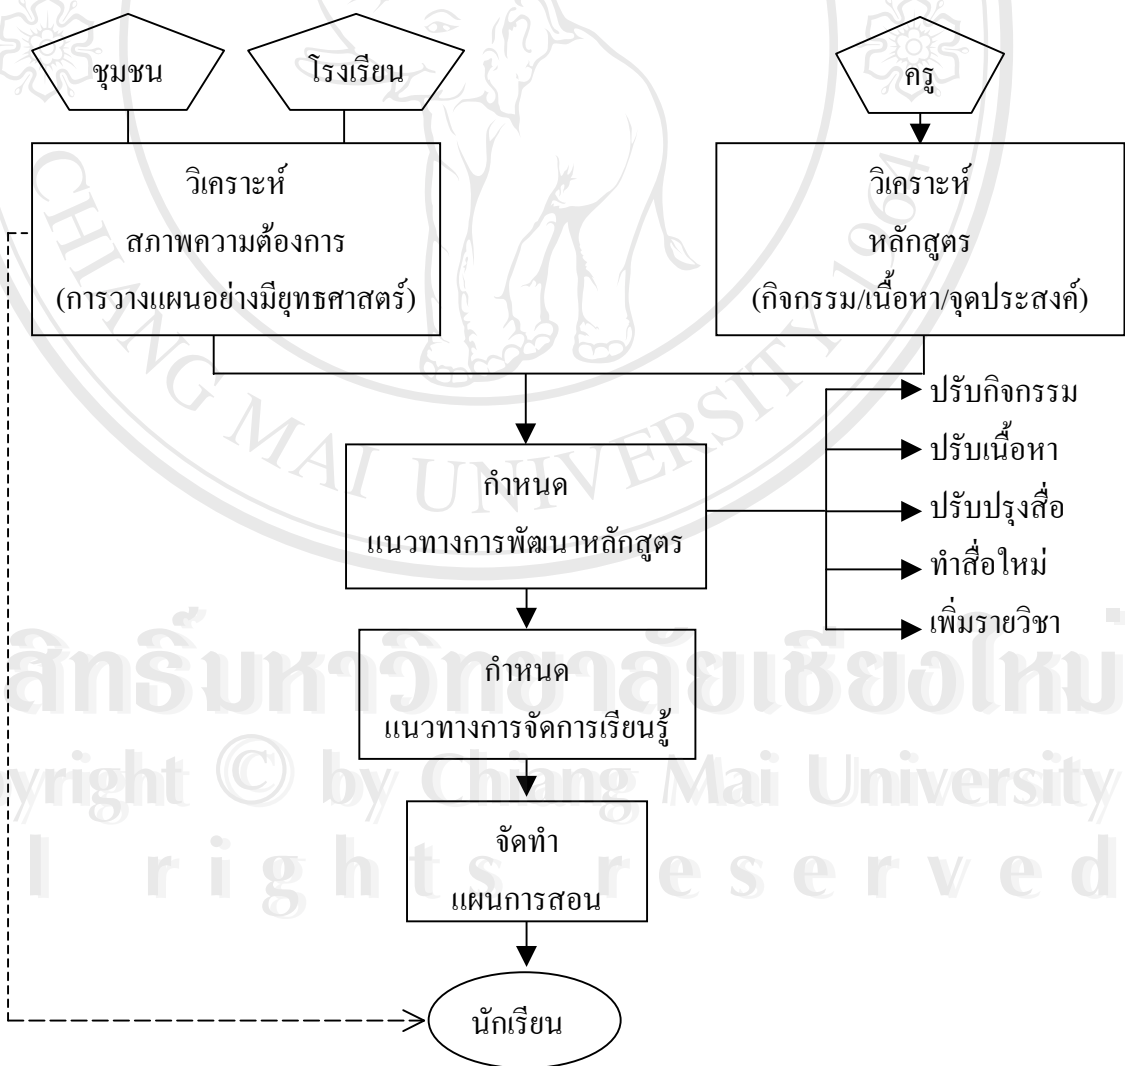 ชุมชน
โรงเรียน
ครู
วิเคราะห์
สภาพความต้องการ
(การวางแผนอย่างมียุทธศาสตร์)
วิเคราะห์
หลักสูตร
(กิจกรรม/เนื้อหา/จุดประสงค์)
กำหนด
แนวทางการพัฒนาหลักสูตร
ปรับกิจกรรม
ปรับเนื้อหา
ปรับปรุงสื่อ
ทำสื่อใหม่
เพิ่มรายวิชา
กำหนด
แนวทางการจัดการเรียนรู้
จัดทำ
แผนการสอน
นักเรียน
CHIANG MAI UNIVERSITY 1964
สิทธิ์มหาวิทยาลัยเชียงใหม่
yright © by Chiang Mai University
l rights reserved